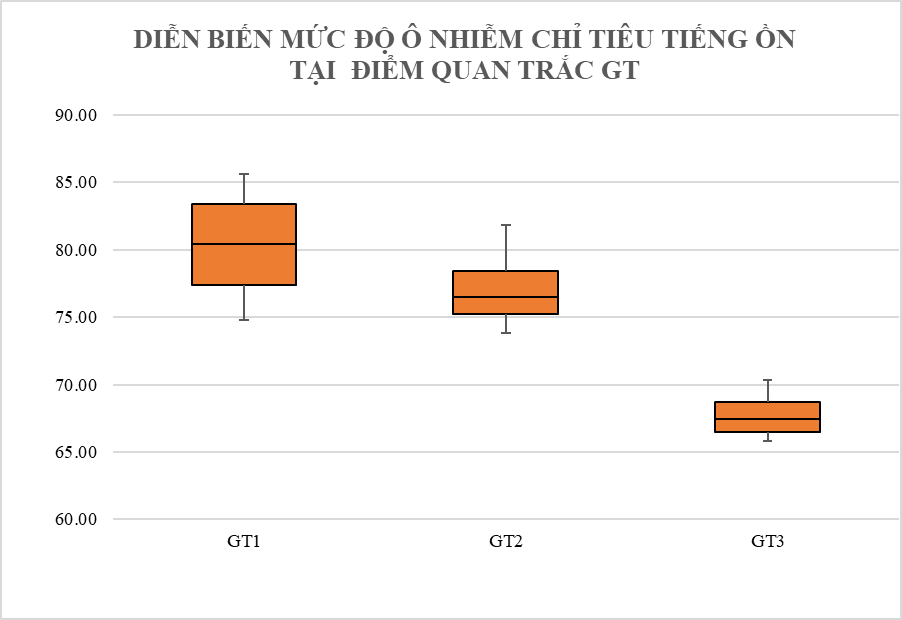 DIỄN BIẾN MỨC ĐỘ Ô NHIỄM CHỈ TIÊU TIẾNG ỒN
TẠI  ĐIỂM QUAN TRẮC GT
90.00
85.00
80.00
75.00
70.00
65.00
60.00
GT1 GT2 GT3